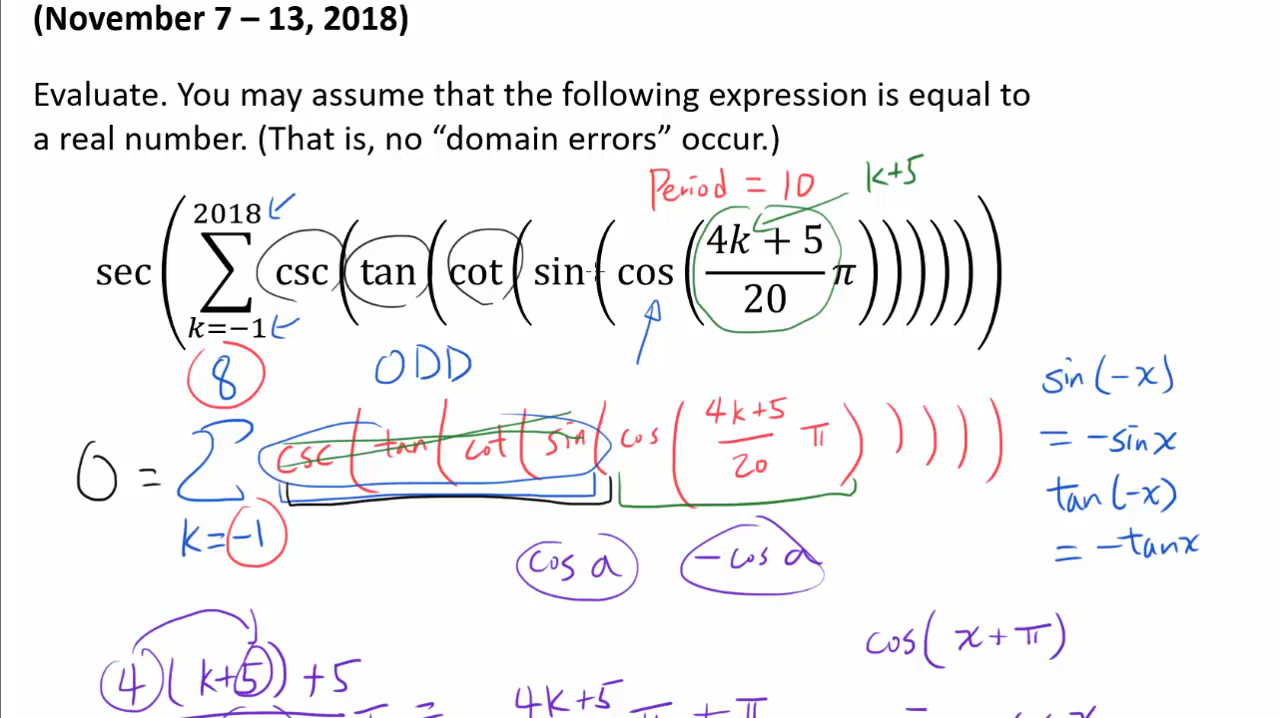 (November 7 – 13, 2018)
Evaluate. You may assume that the following expression is equal to
a real number. (That is, no “domain errors” occur.)
Period = 10
k+5
sec(∑_{k=−1}^{2018} csc(tan(cot(sin(cos((4k + 5)/20 π))))))
ODD
0 = ∑_{k=-1}^{8} csc(tan(cot(sin(cos((4k+5)/20 π)))))
sin(-x)
= -sinx
tan(-x)
= -tanx
cos a
-cos a
cos(x+π)
4(k+5)+5
= 4k+5 π + π
=